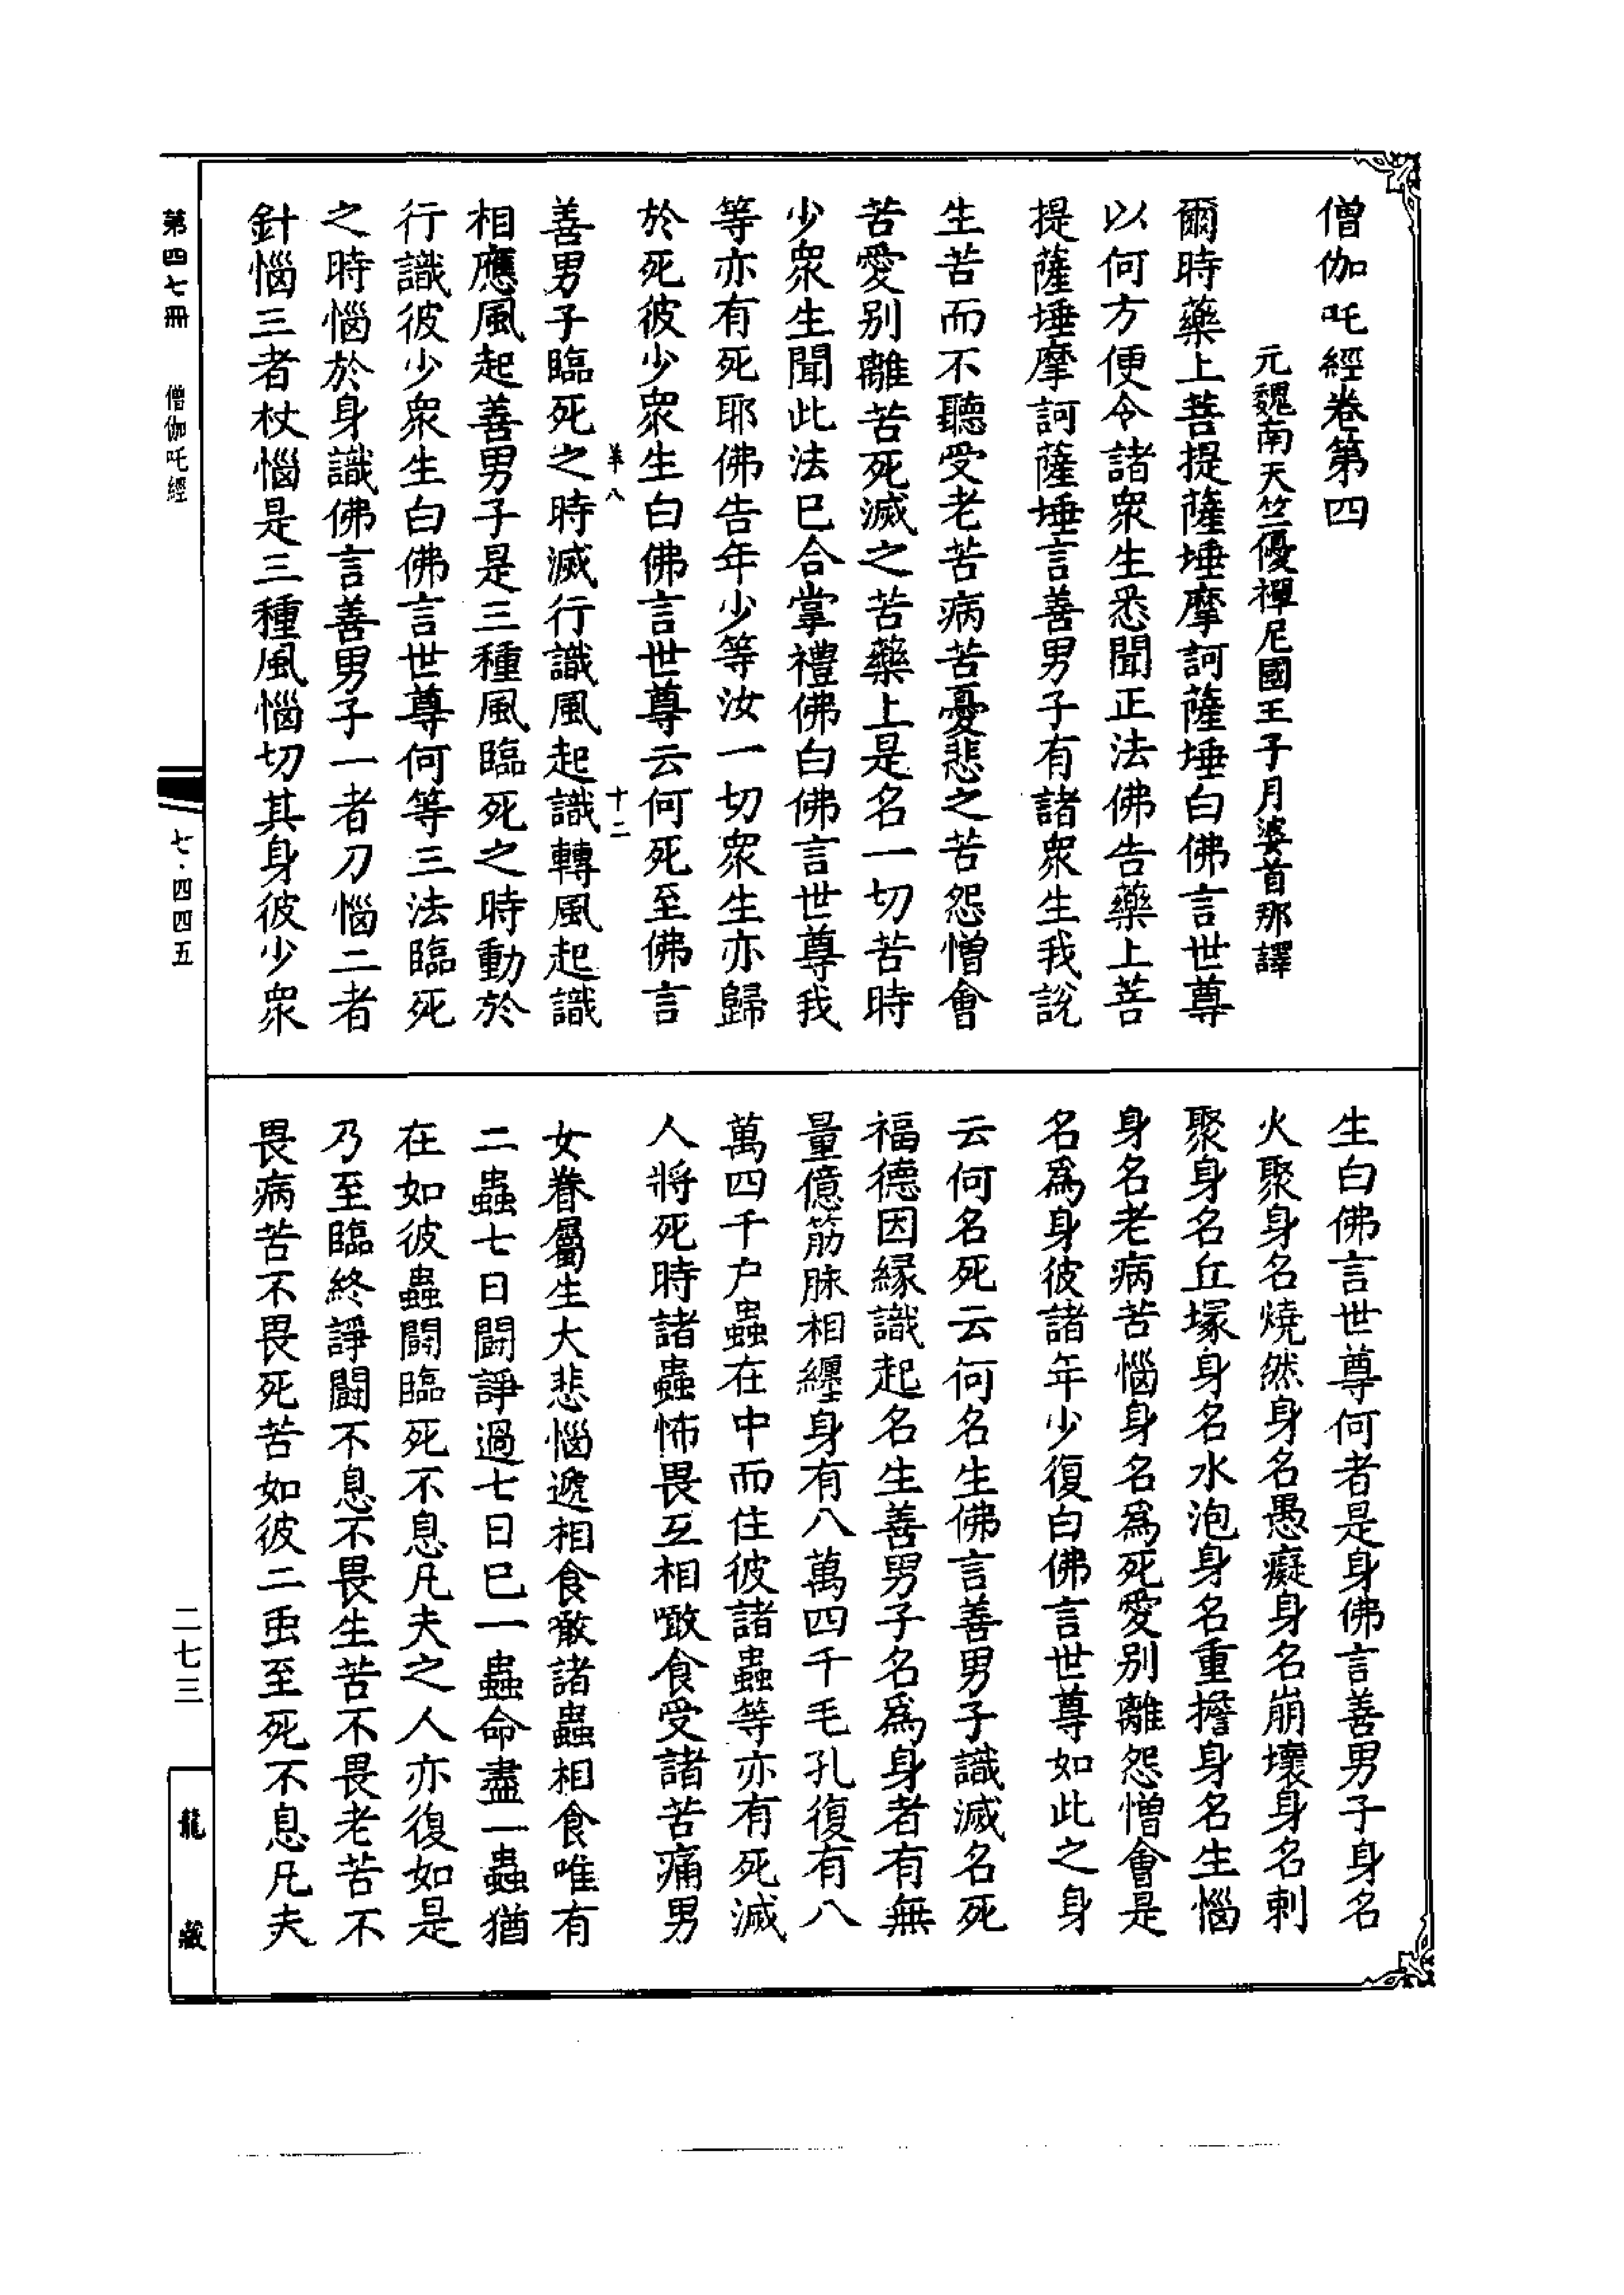 僧伽吒經卷第四
元魏南天竺優禪尼國王子月婆首那譯
爾時藥上菩提薩埵摩訶薩埵白佛言世尊
以何方便令諸衆生悉聞正法佛告藥上菩
提薩埵摩訶薩埵言善男子有諸衆生我說
生苦而不聽受老苦病苦憂悲之苦怨憎會
苦愛别離苦死滅之苦藥上是名一切苦時
少衆生聞此法已合掌禮佛白佛言世尊我
等亦有死耶佛告年少等汝一切衆生亦歸
於死彼少衆生白佛言世尊云何死至佛言
羊八
十二
善男子臨死之時滅行識風起識轉風起識
相應風起善男子是三種風臨死之時動於
行識彼少衆生白佛言世尊何等三法臨死
之時惱於身識佛言善男子一者刀惱二者
針惱三者杖惱是三種風惱切其身彼少衆
生白佛言世尊何者是身佛言善男子身名
火聚身名燒然身名愚癡身名崩壞身名刺
聚身名丘塚身名水泡身名重擔身名生惱
身名老病苦惱身名爲死愛别離怨憎會是
名爲身彼諸年少復白佛言世尊如此之身
云何名死云何名生佛言善男子識滅名死
福德因緣識起名生善男子名爲身者有無
量億筋脉相纏身有八萬四千毛孔復有八
萬四千户蟲在中而住彼諸蟲等亦有死滅
人將死時諸蟲怖畏互相噉食受諸苦痛男
女眷屬生大悲惱遞相食噉諸蟲相食唯有
二蟲七日鬪諍過七日已一蟲命盡一蟲猶
在如彼蟲鬪臨死不息凡夫之人亦復如是
乃至臨終諍鬪不息不畏生苦不畏老苦不
畏病苦不畏死苦如彼二䖝至死不息凡夫
第四七冊
僧伽吒經
七·四四五
二七三
龍藏